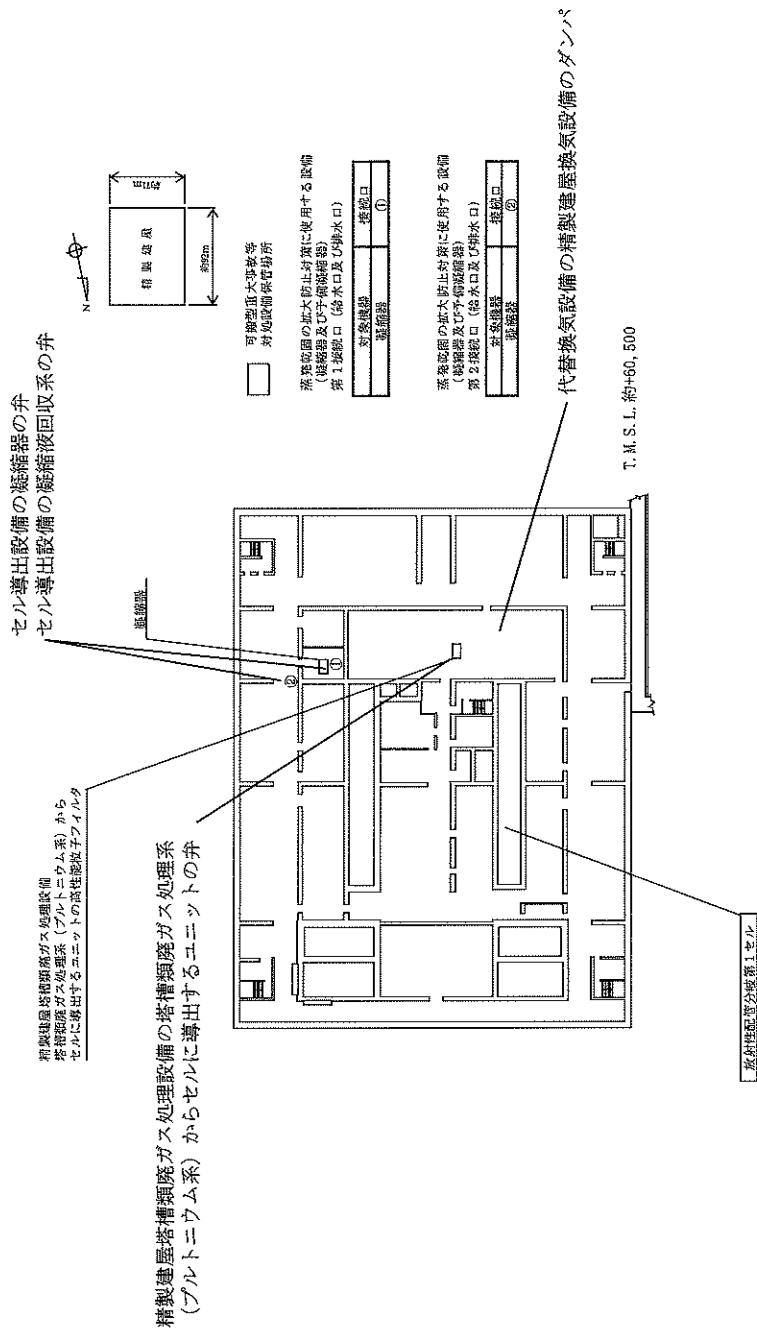 セル導出設備の凝縮器の弁
セル導出設備の凝縮液回収系の弁
凝縮器
精製建屋塔槽類廃ガス処理設備
塔槽類廃ガス処理系（プルトニウム系）から
セルに導出するユニットの高性能粒子フィルタ
精製建屋塔槽類廃ガス処理設備の塔槽類廃ガス処理系
（プルトニウム系）からセルに導出するユニットの弁
②
①
放射性配管分岐第１セル
代替換気設備の精製建屋換気設備のダンパ
T.M.S.L.約+60,500
N
精製建屋
約92m
約71m
可搬型重大事故等
対処設備保管場所
蒸発乾固の拡大防止対策に使用する設備
（凝縮器及び予備凝縮器）
第１接続口（給水口及び排水口）
対象機器 接続口
凝縮器 ①
蒸発乾固の拡大防止対策に使用する設備
（凝縮器及び予備凝縮器）
第２接続口（給水口及び排水口）
対象機器 接続口
凝縮器 ②